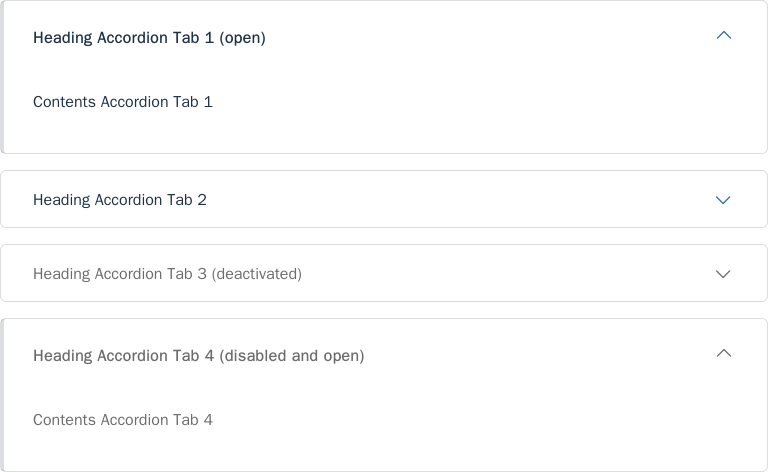 Heading Accordion Tab 1 (open)
Contents Accordion Tab 1
Heading Accordion Tab 2
Heading Accordion Tab 3 (deactivated)
Heading Accordion Tab 4 (disabled and open)
Contents Accordion Tab 4